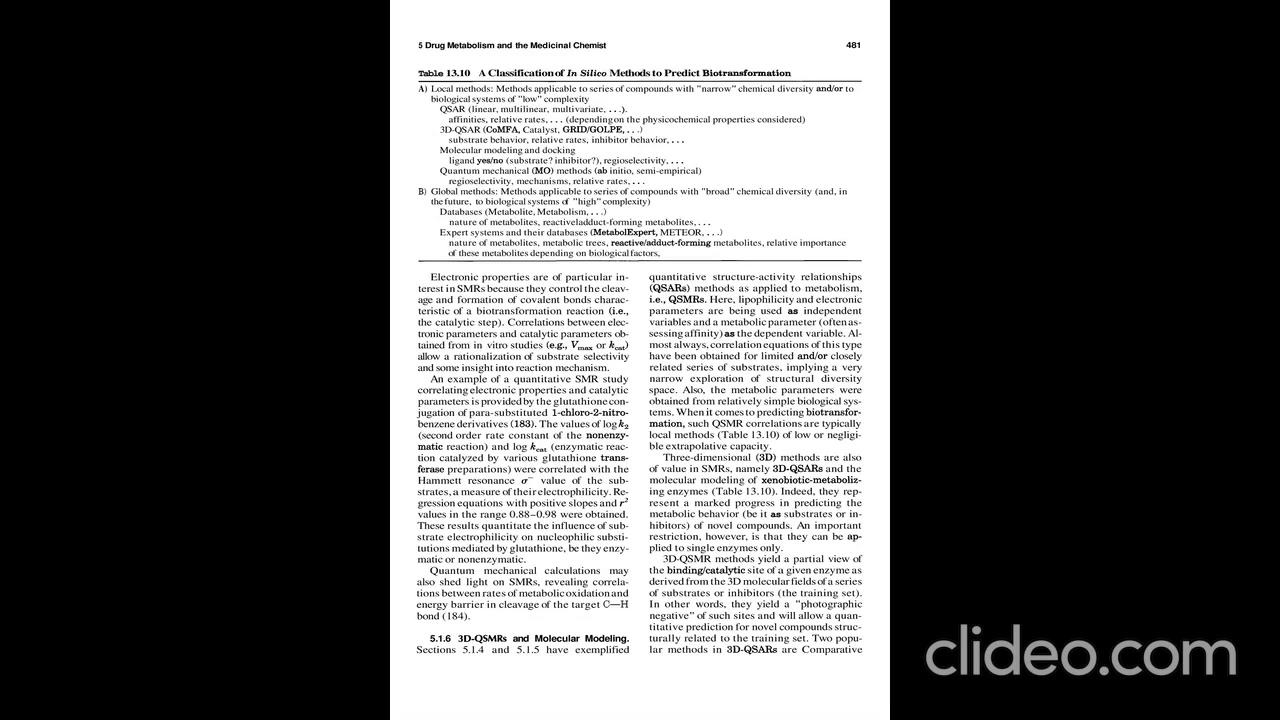 5 Drug Metabolism and the Medicinal Chemist 481
Table 13.10 A Classification of In Silico Methods to Predict Biotransformation
A) Local methods: Methods applicable to series of compounds with "narrow" chemical diversity and/or to
biological systems of "low" complexity
QSAR (linear, multilinear, multivariate, . . .).
affinities, relative rates, . . . (depending on the physicochemical properties considered)
3D-QSAR (CoMFA, Catalyst, GRID/GOLPE, . . .)
substrate behavior, relative rates, inhibitor behavior, . . .
Molecular modeling and docking
ligand yes/no (substrate? inhibitor?), regioselectivity, . . .
Quantum mechanical (MO) methods (ab initio, semi-empirical)
regioselectivity, mechanisms, relative rates, . . .
B) Global methods: Methods applicable to series of compounds with "broad" chemical diversity (and, in
the future, to biological systems of "high" complexity)
Databases (Metabolite, Metabolism, . . .)
nature of metabolites, reactiveladduct-forming metabolites, . . .
Expert systems and their databases (MetabolExpert, METEOR, . . .)
nature of metabolites, metabolic trees, reactive/adduct-forming metabolites, relative importance
of these metabolites depending on biological factors,
Electronic properties are of particular in-
terest in SMRs because they control the cleav-
age and formation of covalent bonds charac-
teristic of a biotransformation reaction (i.e.,
the catalytic step). Correlations between elec-
tronic parameters and catalytic parameters ob-
tained from in vitro studies (e.g., Vmax or kcat)
allow a rationalization of substrate selectivity
and some insight into reaction mechanism.
An example of a quantitative SMR study
correlating electronic properties and catalytic
parameters is provided by the glutathione con-
jugation of para-substituted 1-chloro-2-nitro-
benzene derivatives (183). The values of log k2
(second order rate constant of the nonenzy-
matic reaction) and log kcat (enzymatic reac-
tion catalyzed by various glutathione trans-
ferase preparations) were correlated with the
Hammett resonance σ− value of the sub-
strates, a measure of their electrophilicity. Re-
gression equations with positive slopes and r²
values in the range 0.88–0.98 were obtained.
These results quantitate the influence of sub-
strate electrophilicity on nucleophilic substi-
tutions mediated by glutathione, be they enzy-
matic or nonenzymatic.
Quantum mechanical calculations may
also shed light on SMRs, revealing correla-
tions between rates of metabolic oxidation and
energy barrier in cleavage of the target C—H
bond (184).
5.1.6 3D-QSMRs and Molecular Modeling.
Sections 5.1.4 and 5.1.5 have exemplified
quantitative structure-activity relationships
(QSARs) methods as applied to metabolism,
i.e., QSMRs. Here, lipophilicity and electronic
parameters are being used as independent
variables and a metabolic parameter (often as-
sessing affinity) as the dependent variable. Al-
most always, correlation equations of this type
have been obtained for limited and/or closely
related series of substrates, implying a very
narrow exploration of structural diversity
space. Also, the metabolic parameters were
obtained from relatively simple biological sys-
tems. When it comes to predicting biotransfor-
mation, such QSMR correlations are typically
local methods (Table 13.10) of low or negligi-
ble extrapolative capacity.
Three-dimensional (3D) methods are also
of value in SMRs, namely 3D-QSARs and the
molecular modeling of xenobiotic-metaboliz-
ing enzymes (Table 13.10). Indeed, they rep-
resent a marked progress in predicting the
metabolic behavior (be it as substrates or in-
hibitors) of novel compounds. An important
restriction, however, is that they can be ap-
plied to single enzymes only.
3D-QSMR methods yield a partial view of
the binding/catalytic site of a given enzyme as
derived from the 3D molecular fields of a series
of substrates or inhibitors (the training set).
In other words, they yield a "photographic
negative" of such sites and will allow a quan-
titative prediction for novel compounds struc-
turally related to the training set. Two popu-
lar methods in 3D-QSARs are Comparative
clideo.com